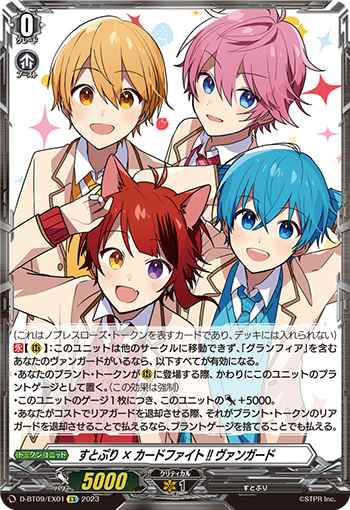 0
グレード
ブースト
(これはノブレスローズ・トークンを表すカードであり、デッキには入れられない)
永【R】:このユニットは他のサークルに移動できず、「グランフィア」を含む
あなたのヴァンガードがいるなら、以下すべてが有効になる。
・あなたのプラント・トークンがRに登場する際、かわりにこのユニットのプ
ラントゲージとして置く。(この効果は強制)
・このユニットのゲージ1枚につき、このユニットの+5000。
・あなたがコストでリアガードを退却させる際、それがプラント・トークンのリア
ガードを退却させることで払えるなら、プラントゲージを捨てることでも払える。
トークンユニット
すとぷり × カードファイト!! ヴァンガード
パワー
5000
クリティカル
1
すとぷり
D-BT09/EX01 EX 2023
©STPR Inc.